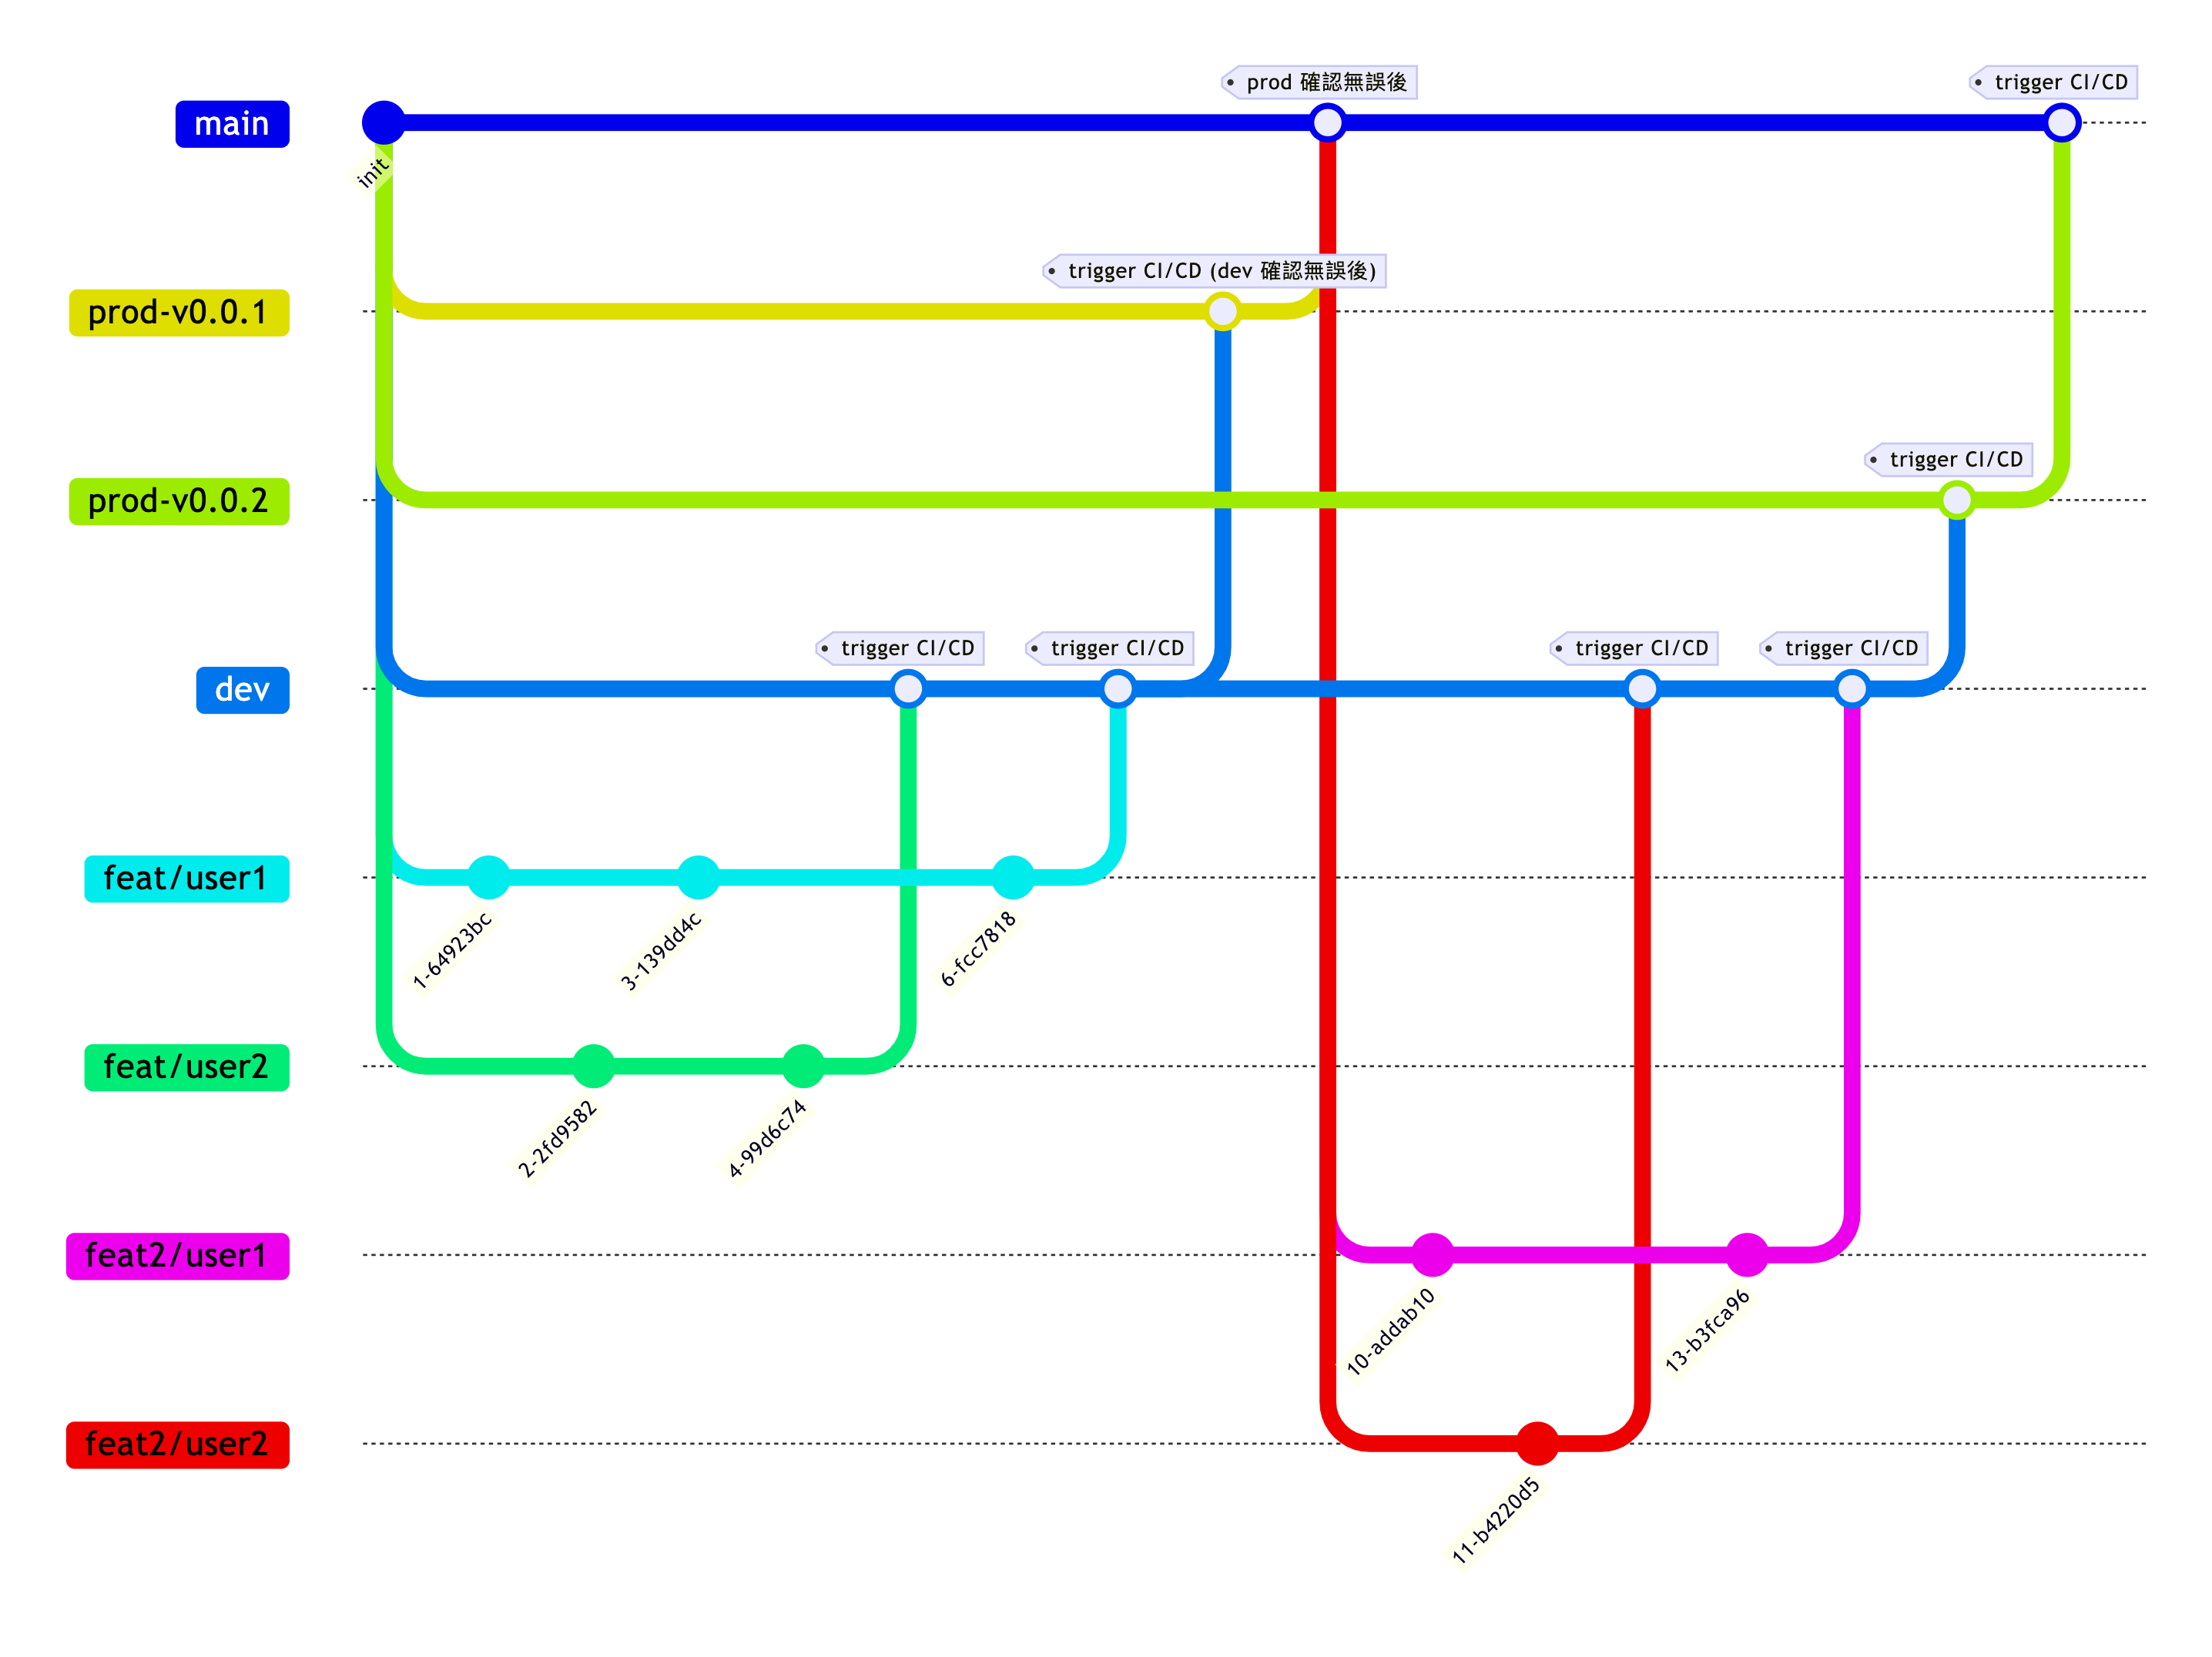 prod 確認無誤後
trigger CI/CD
main
init
trigger CI/CD (dev 確認無誤後)
prod-v0.0.1
trigger CI/CD
prod-v0.0.2
trigger CI/CD
trigger CI/CD
trigger CI/CD
trigger CI/CD
dev
feat/user1
1-64923bc
3-139dd4c
6-fcc7818
feat/user2
2-2fd9582
4-99d6c74
feat2/user1
10-addab10
13-b3fca96
feat2/user2
11-b4220d5